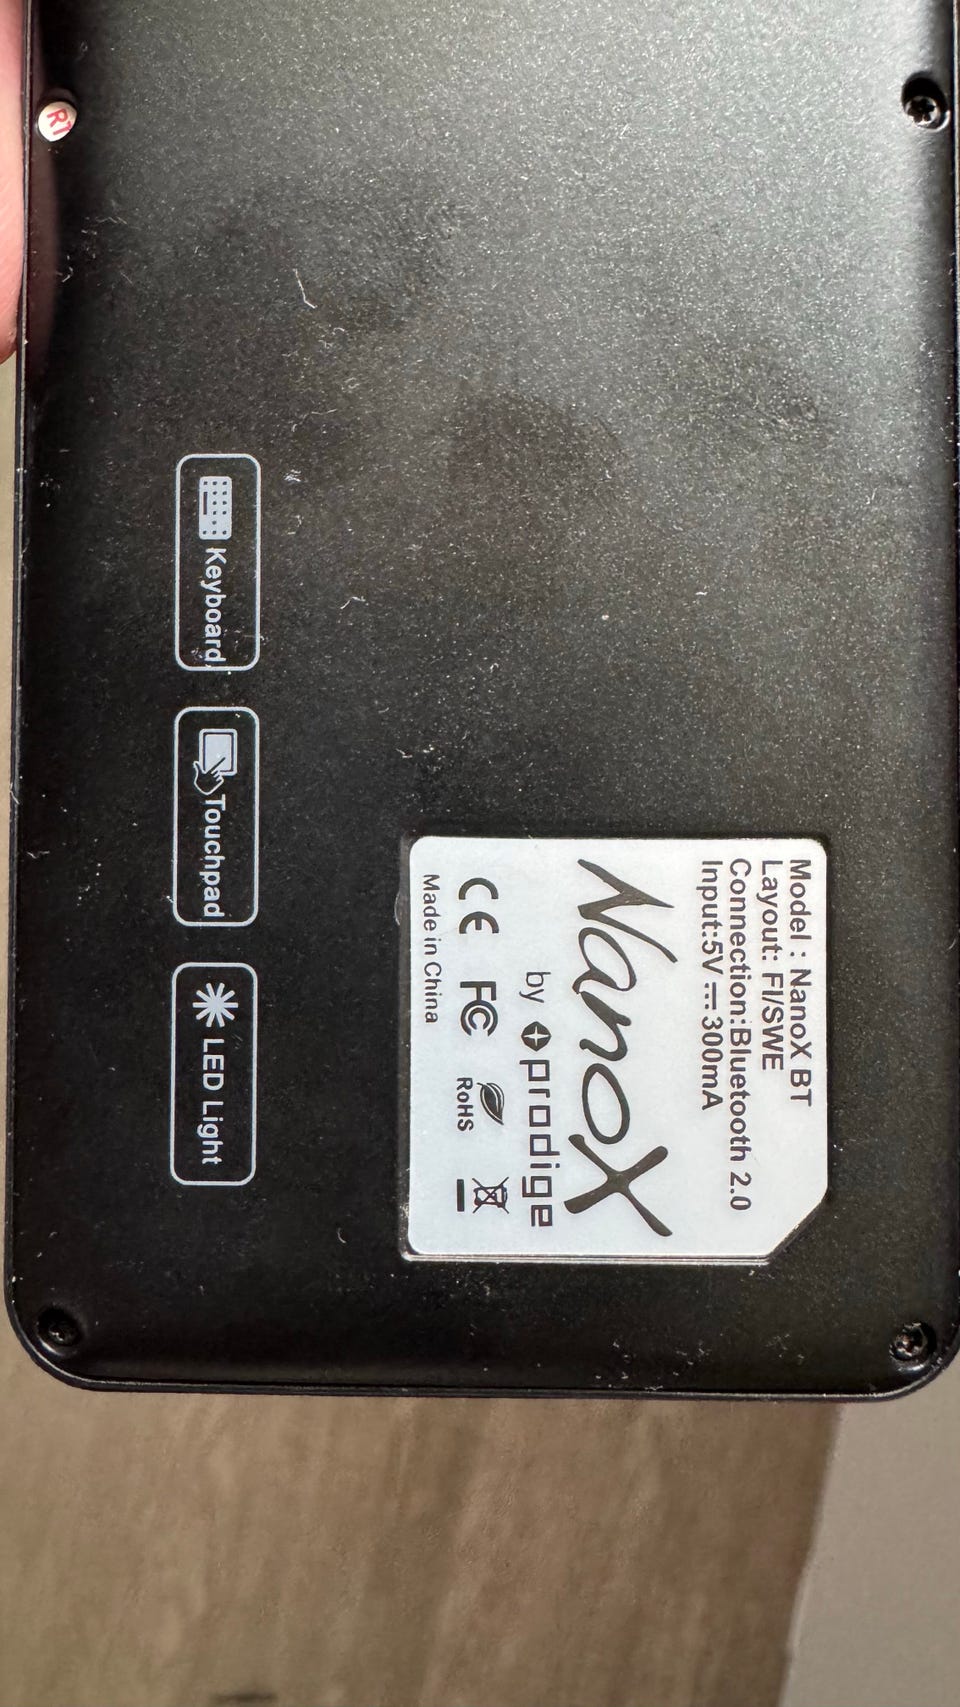 Model : NanoX BT
Layout: FI/SWE
Connection:Bluetooth 2.0
Input:5V ⎓ 300mA
NanoX
by prodige
CE FC RoHS
Made in China
Keyboard
Touchpad
LED Light